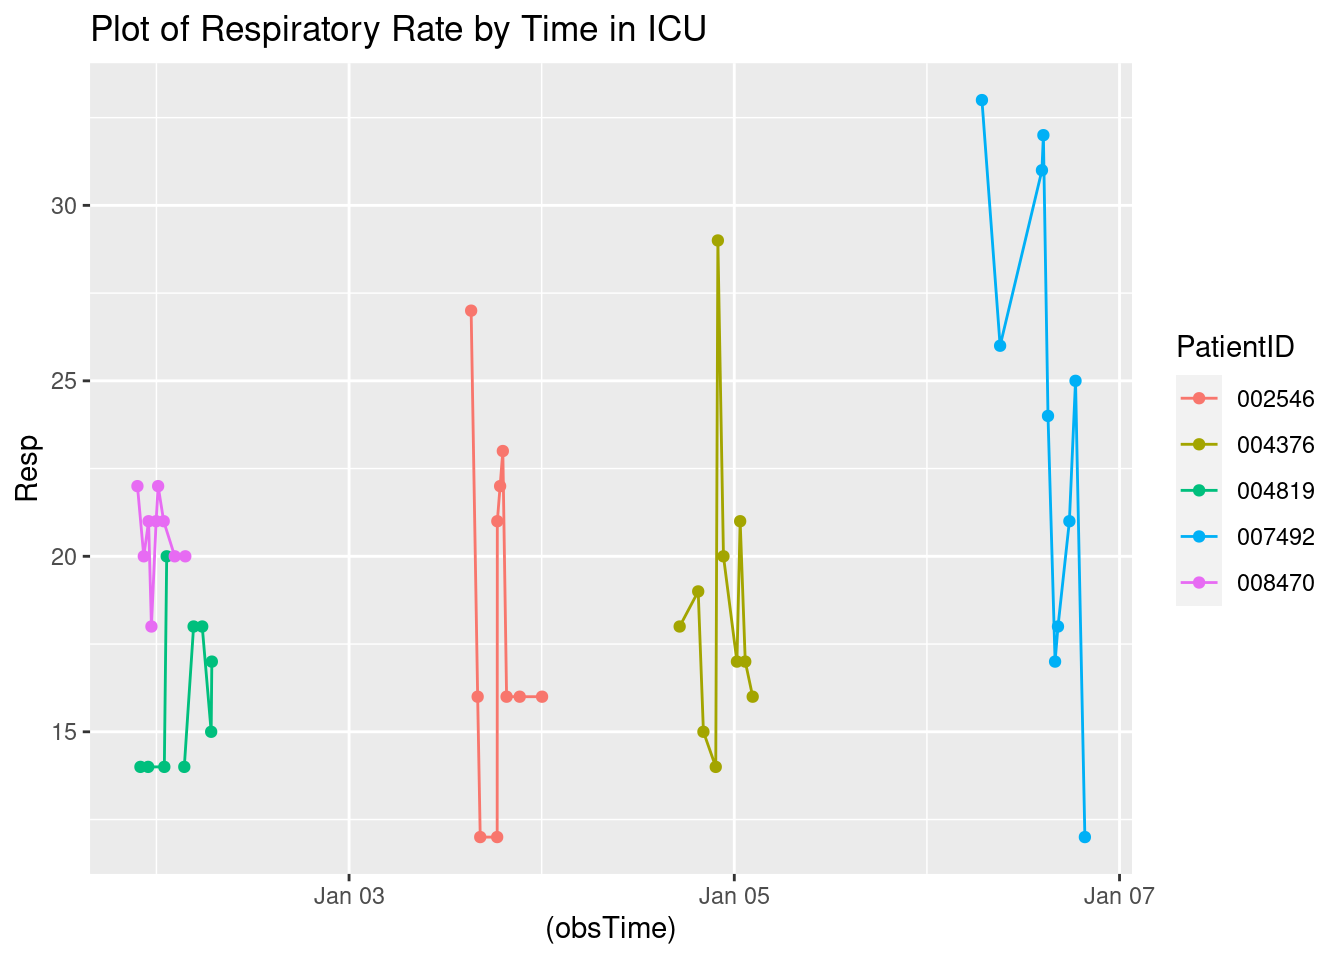 Plot of Respiratory Rate by Time in ICU
Resp
30
25
20
15
Jan 03
Jan 05
Jan 07
(obsTime)
PatientID
002546
004376
004819
007492
008470